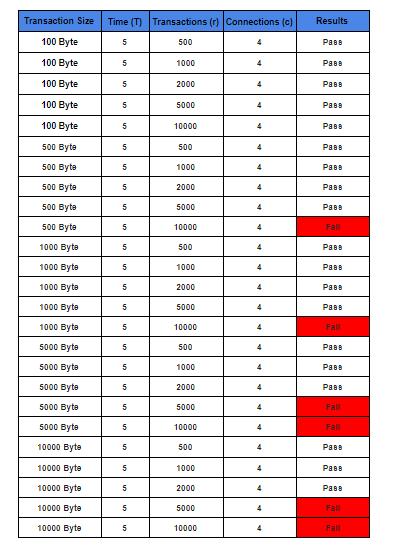 Transaction Size Time (T) Transactions (r) Connections (c) Results
100 Byte 5 500 4 Pass
100 Byte 5 1000 4 Pass
100 Byte 5 2000 4 Pass
100 Byte 5 5000 4 Pass
100 Byte 5 10000 4 Pass
500 Byte 5 500 4 Pass
500 Byte 5 1000 4 Pass
500 Byte 5 2000 4 Pass
500 Byte 5 5000 4 Pass
500 Byte 5 10000 4 Fail
1000 Byte 5 500 4 Pass
1000 Byte 5 1000 4 Pass
1000 Byte 5 2000 4 Pass
1000 Byte 5 5000 4 Pass
1000 Byte 5 10000 4 Fail
5000 Byte 5 500 4 Pass
5000 Byte 5 1000 4 Pass
5000 Byte 5 2000 4 Pass
5000 Byte 5 5000 4 Fail
5000 Byte 5 10000 4 Fail
10000 Byte 5 500 4 Pass
10000 Byte 5 1000 4 Pass
10000 Byte 5 2000 4 Pass
10000 Byte 5 5000 4 Fail
10000 Byte 5 10000 4 Fail